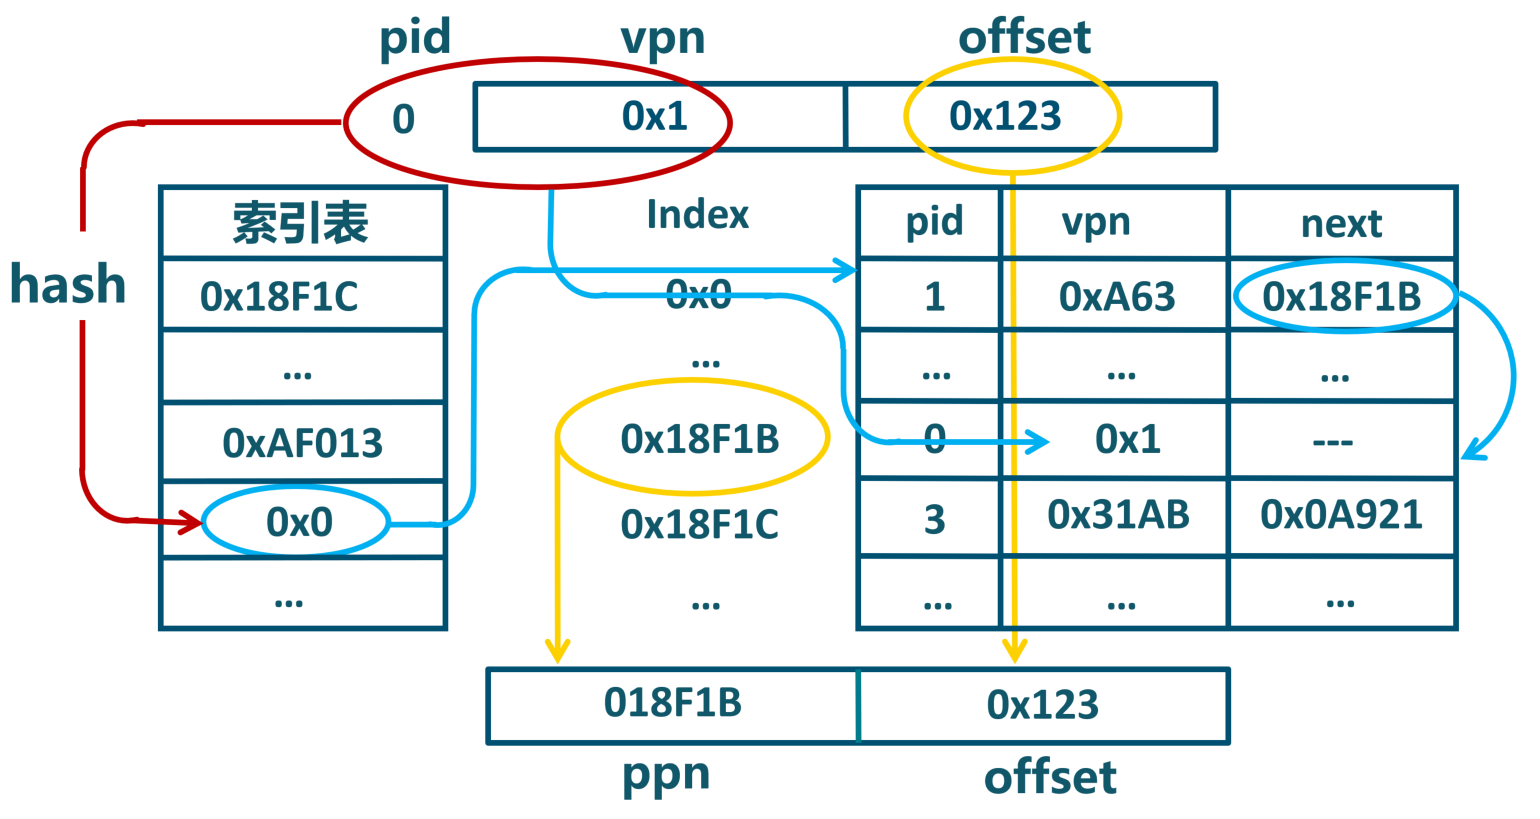 pid vpn offset
0 0x1 0x123
索引表 Index pid vpn next
hash
0x18F1C 0x0 1 0xA63 0x18F1B
... ... ... ... ...
0xAF013 0x18F1B 0 0x1 ---
0x0 0x18F1C 3 0x31AB 0x0A921
... ... ... ... ...
018F1B 0x123
ppn offset